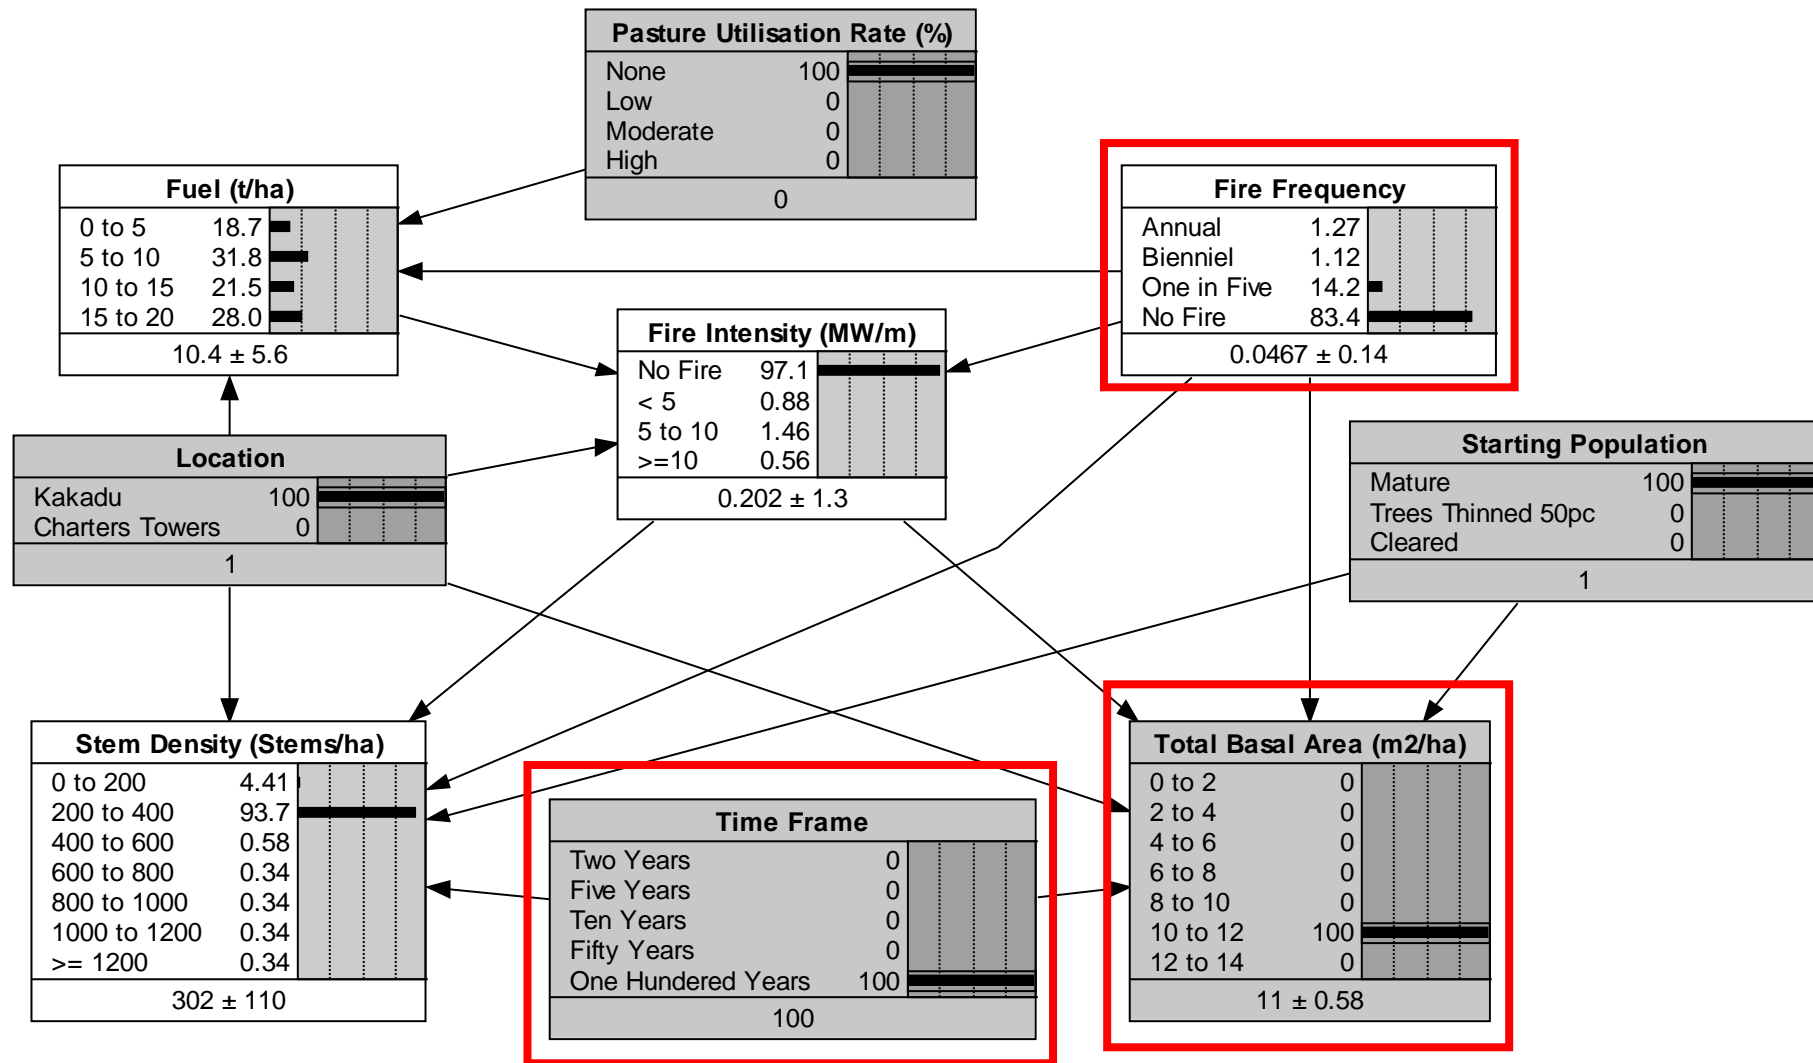 Pasture Utilisation Rate (%)
None 100
Low 0
Moderate 0
High 0
0
Fuel (t/ha)
0 to 5 18.7
5 to 10 31.8
10 to 15 21.5
15 to 20 28.0
10.4 ± 5.6
Fire Frequency
Annual 1.27
Bienniel 1.12
One in Five 14.2
No Fire 83.4
0.0467 ± 0.14
Fire Intensity (MW/m)
No Fire 97.1
< 5 0.88
5 to 10 1.46
>=10 0.56
0.202 ± 1.3
Location
Kakadu 100
Charters Towers 0
1
Starting Population
Mature 100
Trees Thinned 50pc 0
Cleared 0
1
Stem Density (Stems/ha)
0 to 200 4.41
200 to 400 93.7
400 to 600 0.58
600 to 800 0.34
800 to 1000 0.34
1000 to 1200 0.34
>= 1200 0.34
302 ± 110
Time Frame
Two Years 0
Five Years 0
Ten Years 0
Fifty Years 0
One Hundered Years 100
100
Total Basal Area (m2/ha)
0 to 2 0
2 to 4 0
4 to 6 0
6 to 8 0
8 to 10 0
10 to 12 100
12 to 14 0
11 ± 0.58